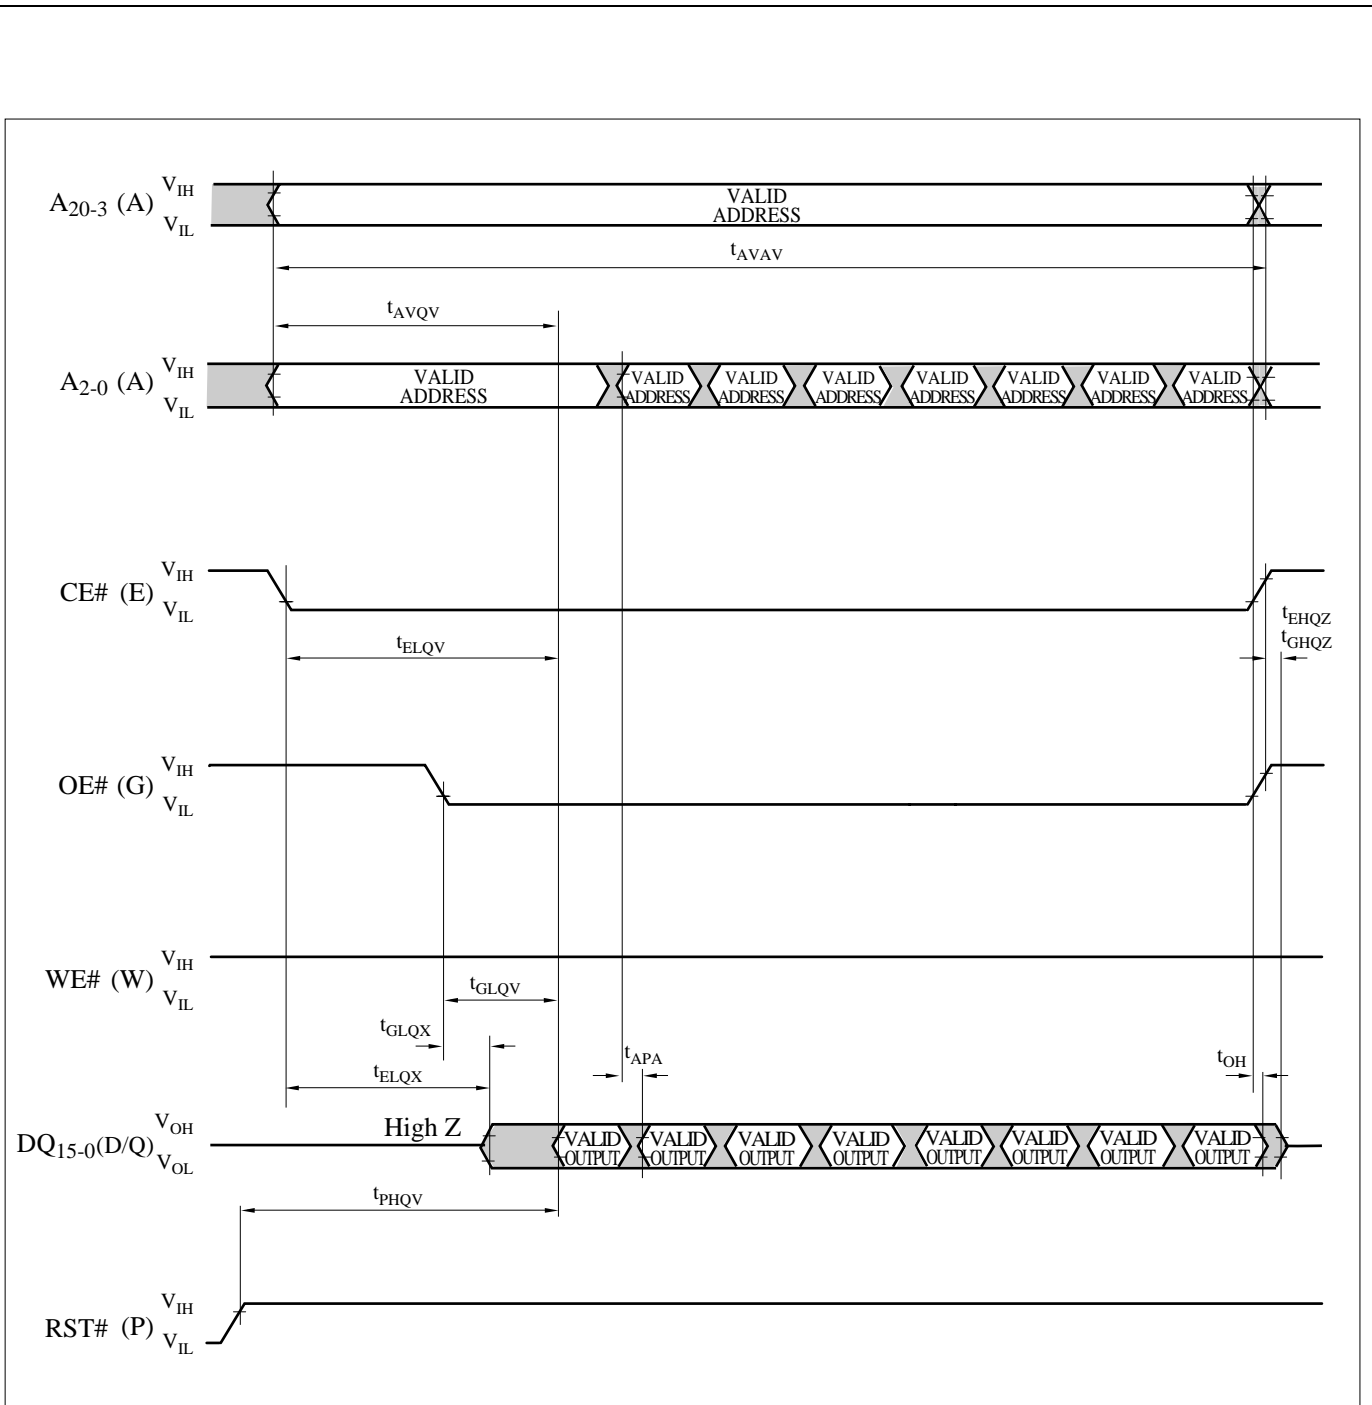 VIH
A20-3 (A)
VIL
VALID
ADDRESS
tAVAV
tAVQV
VIH
A2-0 (A)
VIL
VALID
ADDRESS
VALID
ADDRESS
VALID
ADDRESS
VALID
ADDRESS
VALID
ADDRESS
VALID
ADDRESS
VALID
ADDRESS
VALID
ADDRESS
VIH
CE# (E)
VIL
tELQV
tEHQZ
tGHQZ
VIH
OE# (G)
VIL
VIH
WE# (W)
VIL
tGLQV
tGLQX
tELQX
tAPA
tOH
VOH
DQ15-0(D/Q)
VOL
High Z
VALID
OUTPUT
VALID
OUTPUT
VALID
OUTPUT
VALID
OUTPUT
VALID
OUTPUT
VALID
OUTPUT
VALID
OUTPUT
VALID
OUTPUT
tPHQV
VIH
RST# (P)
VIL